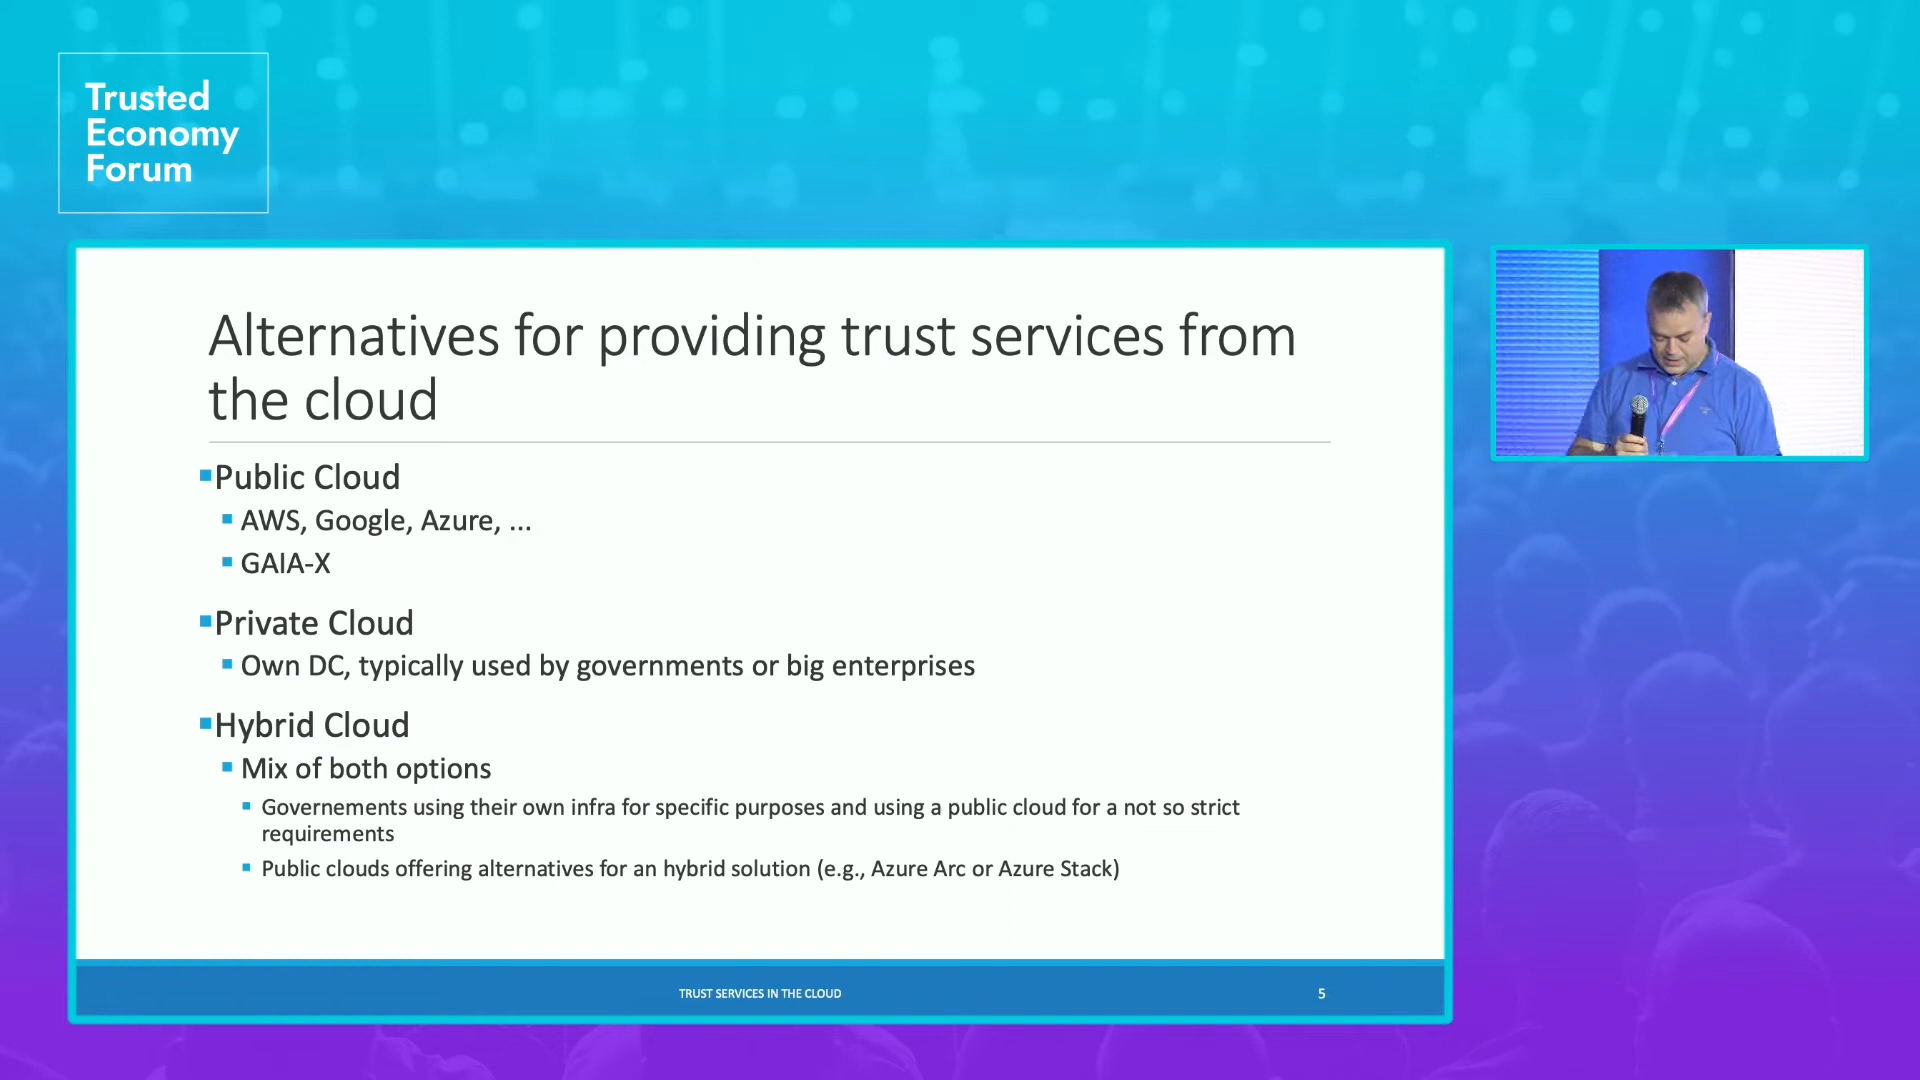 Trusted
Economy
Forum
Alternatives for providing trust services from
the cloud
Public Cloud
AWS, Google, Azure, ...
GAIA-X
Private Cloud
Own DC, typically used by governments or big enterprises
Hybrid Cloud
Mix of both options
Governements using their own infra for specific purposes and using a public cloud for a not so strict
requirements
Public clouds offering alternatives for an hybrid solution (e.g., Azure Arc or Azure Stack)
TRUST SERVICES IN THE CLOUD
5